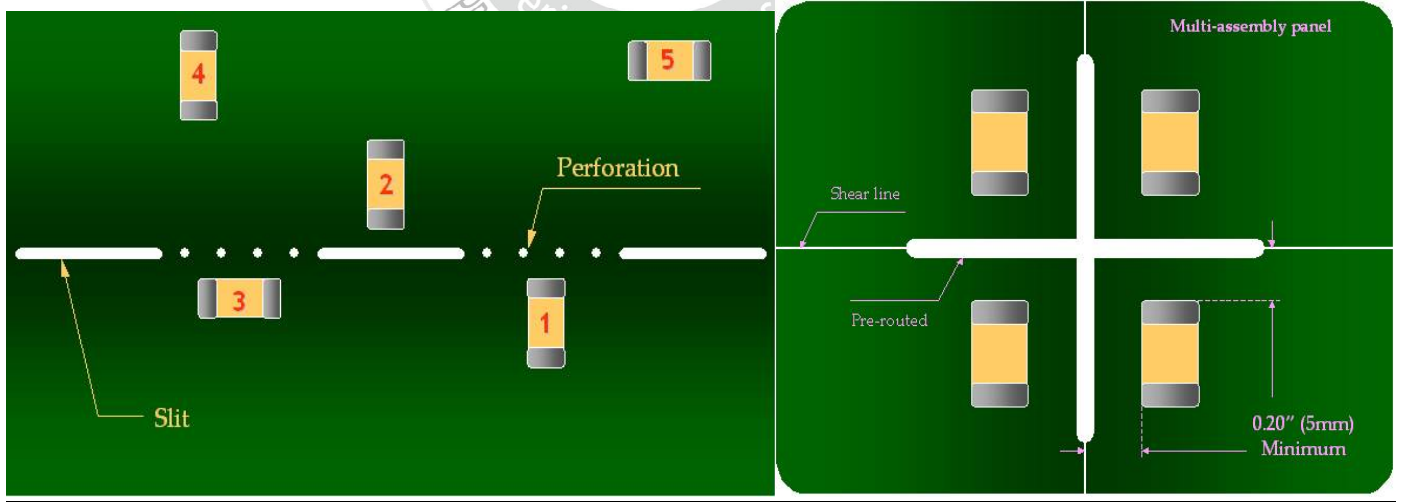 4
5
2
Perforation
3
1
Slit
Multi-assembly panel
Shear line
Pre-routed
0.20" (5mm)
Minimum